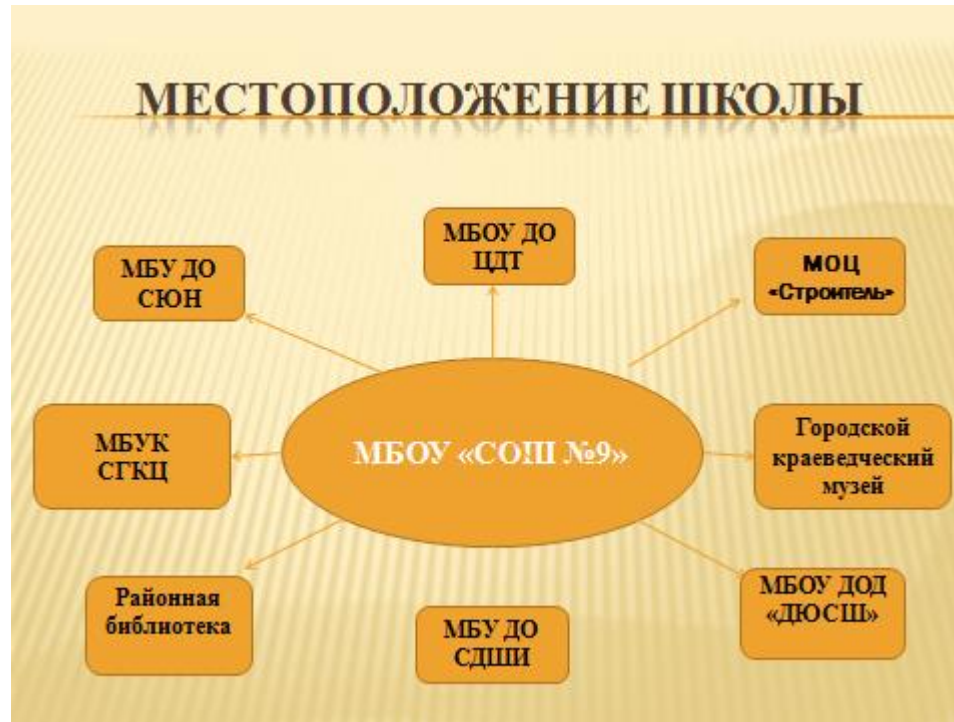 МЕСТОПОЛОЖЕНИЕ ШКОЛЫ
МБУ ДО
СЮН
МБОУ ДО
ЦДТ
МОЦ
«Строитель»
МБУК
СГКЦ
МБОУ «СОШ №9»
Городской
краеведческий
музей
Районная
библиотека
МБУ ДО
СДШИ
МБОУ ДОД
«ДЮСШ»